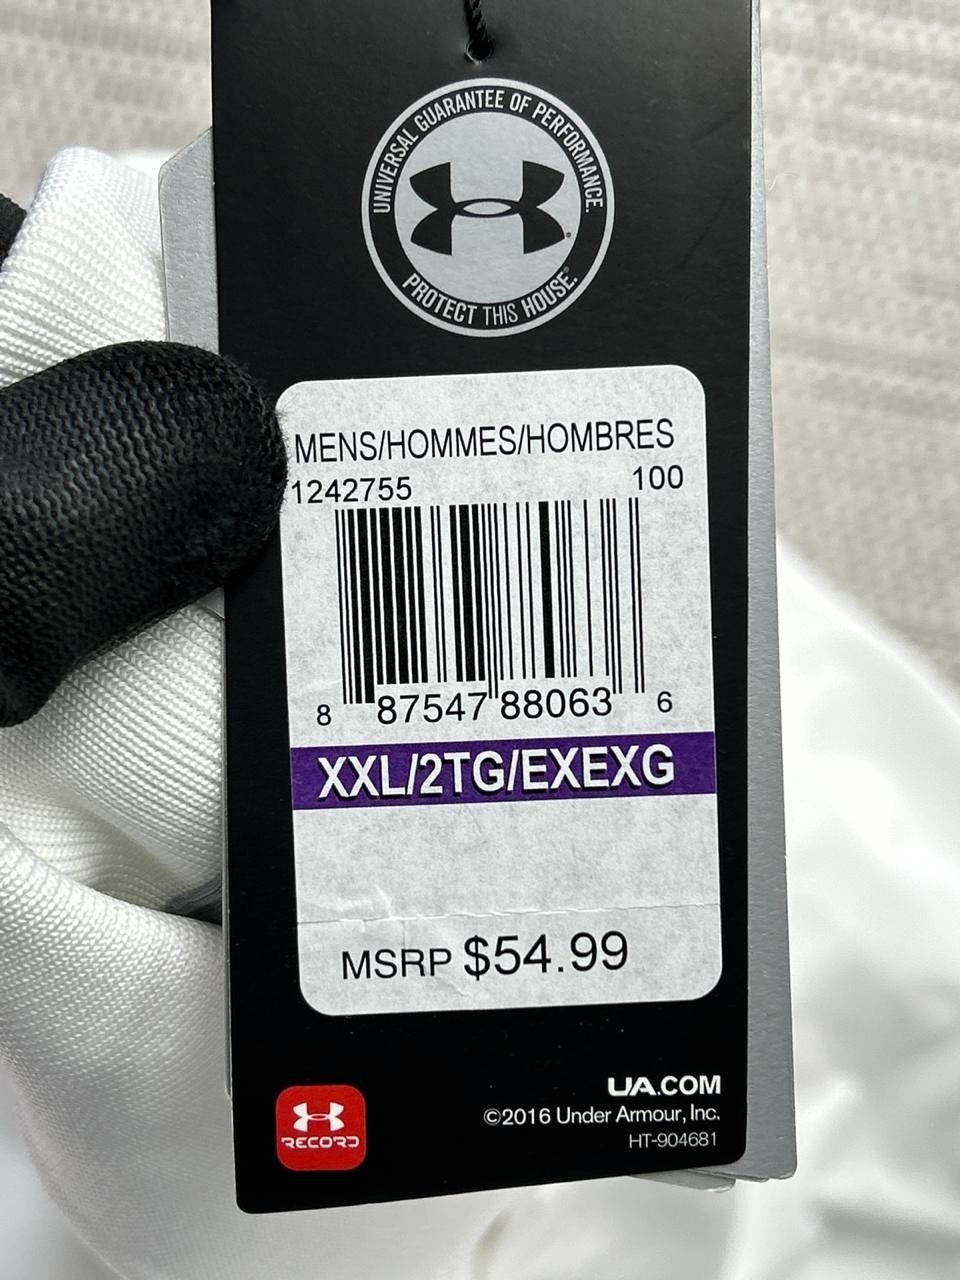 UNIVERSAL GUARANTEE OF PERFORMANCE.
PROTECT THIS HOUSE.®
MENS/HOMMES/HOMBRES
1242755 100
8 87547 88063 6
XXL/2TG/EXEXG
MSRP $54.99
UA.COM
©2016 Under Armour, Inc.
HT-904681
RECORD